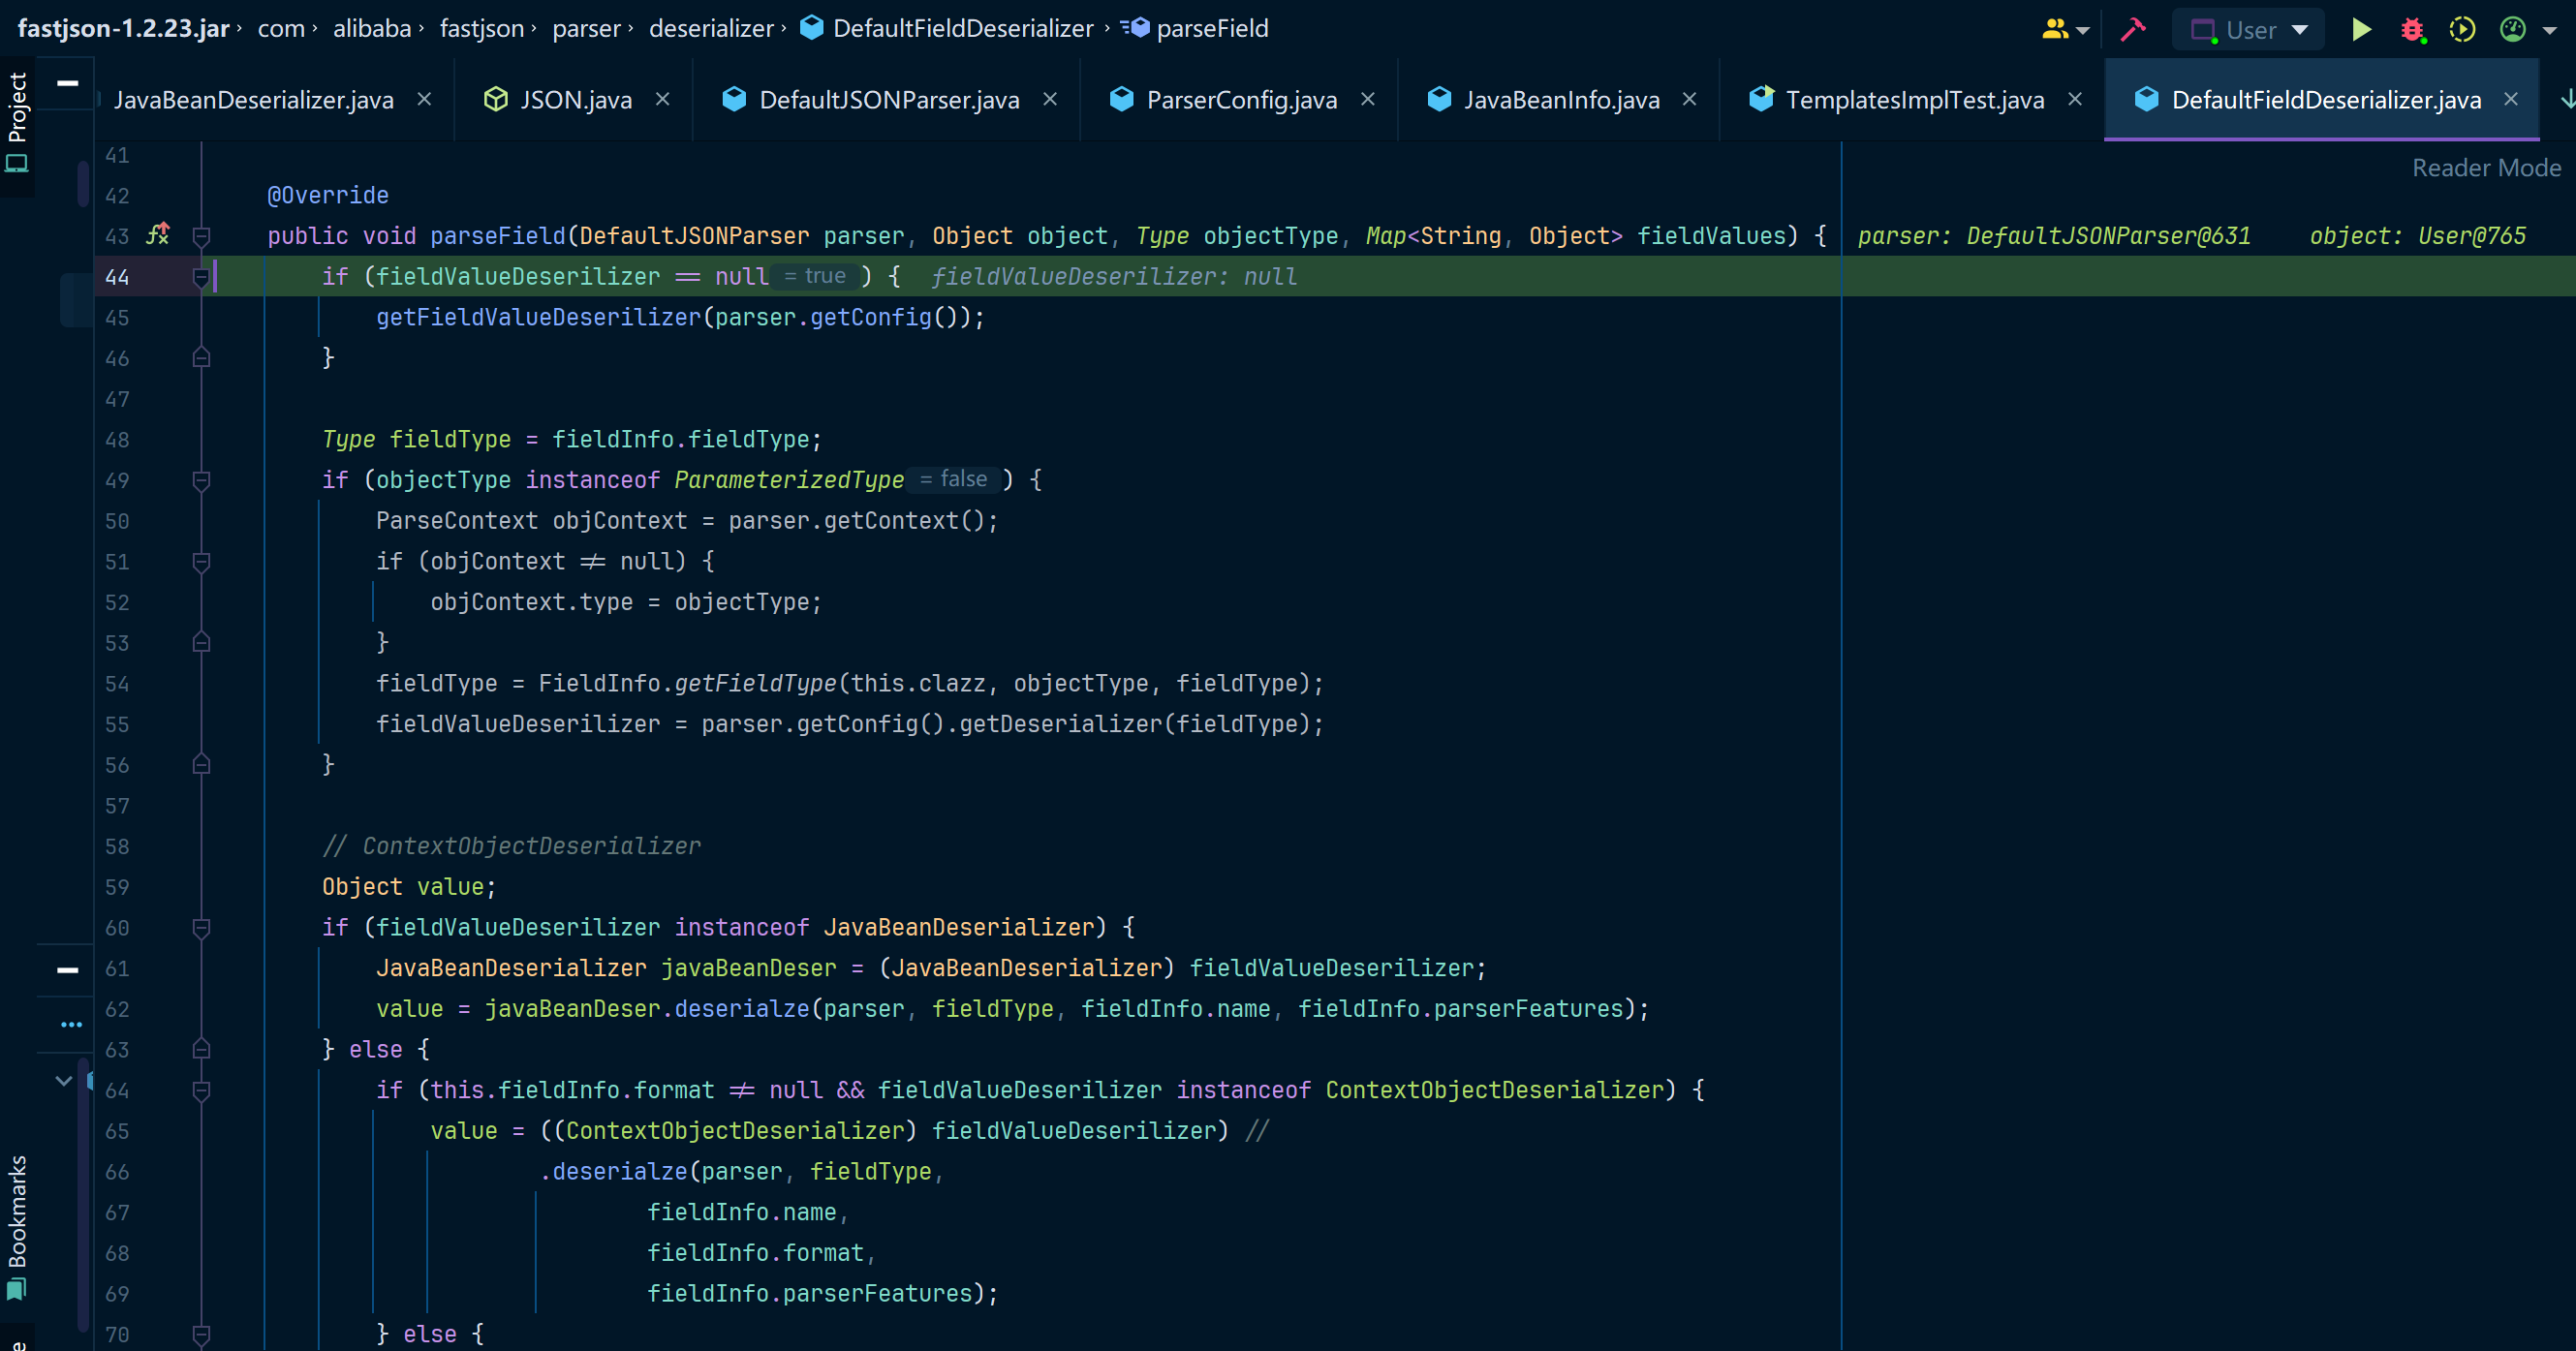 fastjson-1.2.23.jar › com › alibaba › fastjson › parser › deserializer › DefaultFieldDeserializer › parseField
User
JavaBeanDeserializer.java JSON.java DefaultJSONParser.java ParserConfig.java JavaBeanInfo.java TemplatesImplTest.java DefaultFieldDeserializer.java
Project
Reader Mode
41
42 @Override
43 public void parseField(DefaultJSONParser parser, Object object, Type objectType, Map<String, Object> fieldValues) { parser: DefaultJSONParser@631 object: User@765
44 if (fieldValueDeserilizer == null = true ) { fieldValueDeserilizer: null
45 getFieldValueDeserilizer(parser.getConfig());
46 }
47
48 Type fieldType = fieldInfo.fieldType;
49 if (objectType instanceof ParameterizedType = false ) {
50 ParseContext objContext = parser.getContext();
51 if (objContext != null) {
52 objContext.type = objectType;
53 }
54 fieldType = FieldInfo.getFieldType(this.clazz, objectType, fieldType);
55 fieldValueDeserilizer = parser.getConfig().getDeserializer(fieldType);
56 }
57
58 // ContextObjectDeserializer
59 Object value;
60 if (fieldValueDeserilizer instanceof JavaBeanDeserializer) {
61 JavaBeanDeserializer javaBeanDeser = (JavaBeanDeserializer) fieldValueDeserilizer;
62 value = javaBeanDeser.deserialze(parser, fieldType, fieldInfo.name, fieldInfo.parserFeatures);
63 } else {
64 if (this.fieldInfo.format != null && fieldValueDeserilizer instanceof ContextObjectDeserializer) {
65 value = ((ContextObjectDeserializer) fieldValueDeserilizer) //
66 .deserialze(parser, fieldType,
67 fieldInfo.name,
68 fieldInfo.format,
69 fieldInfo.parserFeatures);
70 } else {
Bookmarks